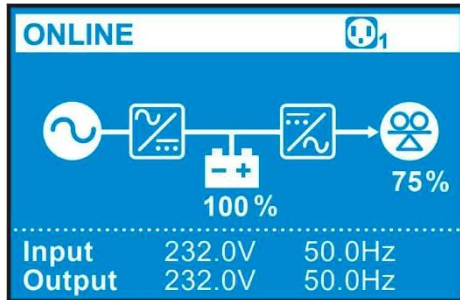 ONLINE 1
75%
100%
Input 232.0V 50.0Hz
Output 232.0V 50.0Hz